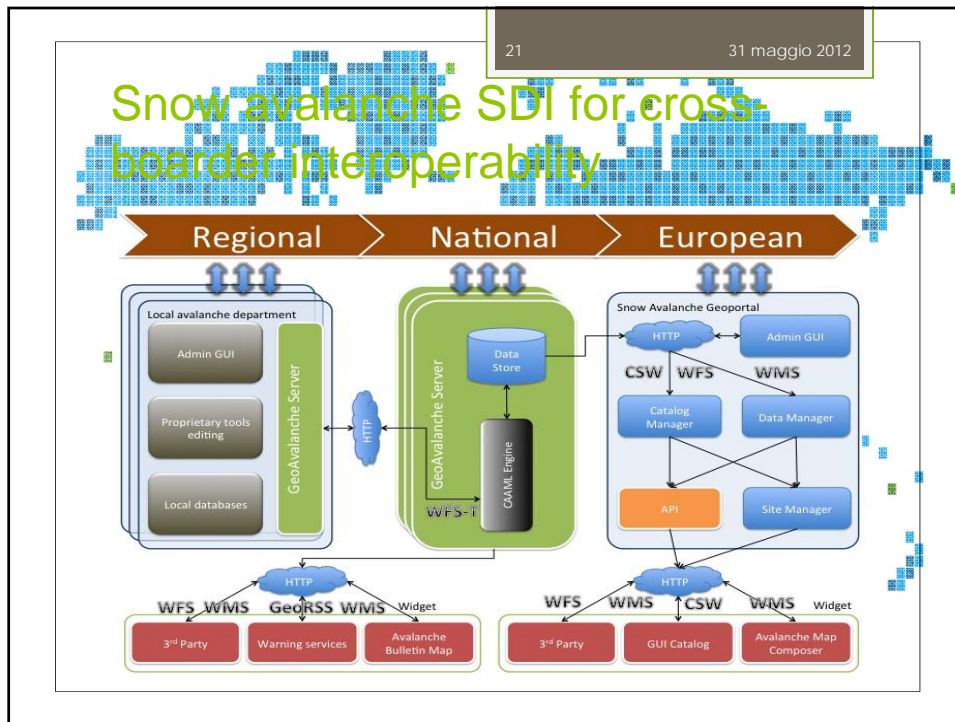 21 31 maggio 2012
Snow avalanche SDI for cross-
boarder interoperability
Regional National European
Local avalanche department
Admin GUI
Proprietary tools
editing
Local databases
GeoAvalanche Server
HTTP
GeoAvalanche Server
Data
Store
CAAML Engine
WFS-T
Snow Avalanche Geoportal
HTTP
Admin GUI
CSW WFS WMS
Catalog
Manager
Data Manager
API
Site Manager
HTTP
WFS WMS GeoRSS WMS Widget
3rd Party
Warning services
Avalanche
Bulletin Map
HTTP
WFS WMS CSW WMS Widget
3rd Party
GUI Catalog
Avalanche Map
Composer